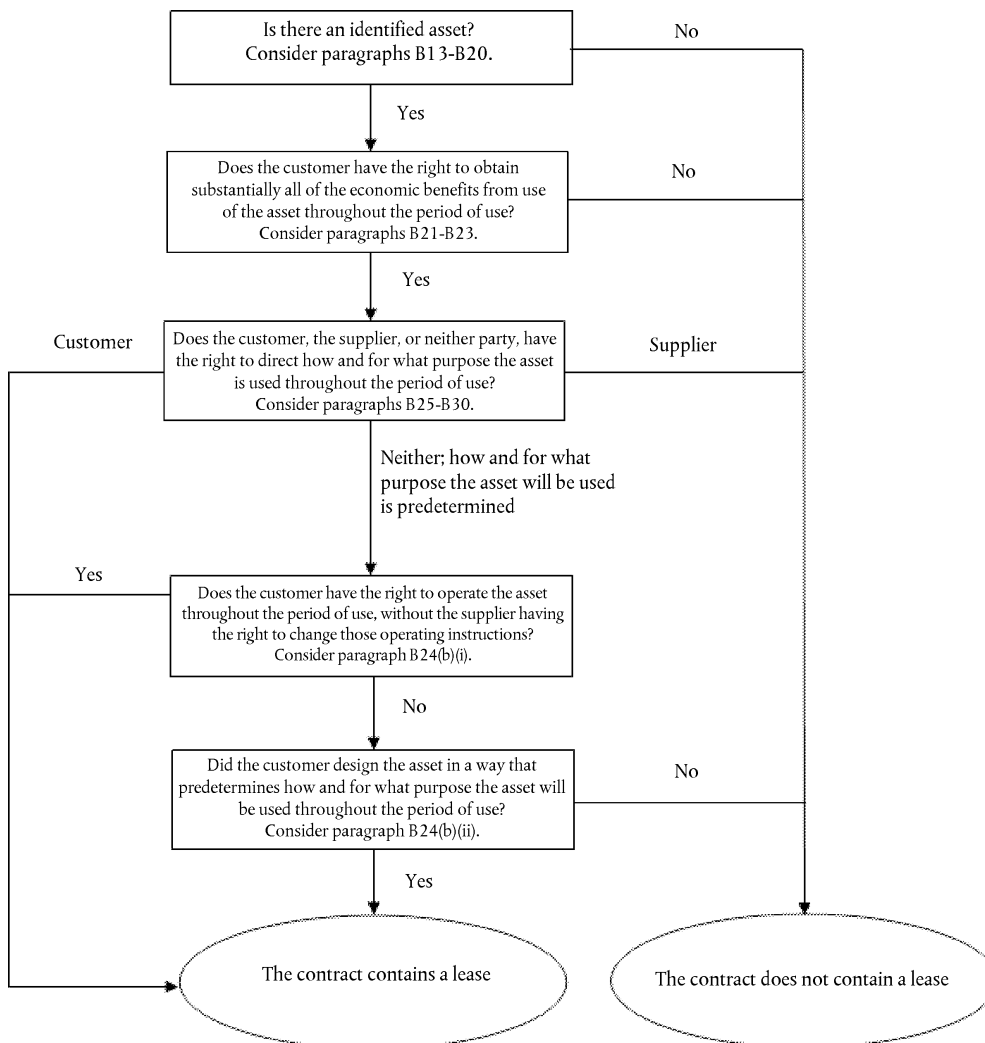 Is there an identified asset?
Consider paragraphs B13-B20.
No
Yes
Does the customer have the right to obtain
substantially all of the economic benefits from use
of the asset throughout the period of use?
Consider paragraphs B21-B23.
No
Yes
Customer
Does the customer, the supplier, or neither party, have
the right to direct how and for what purpose the asset
is used throughout the period of use?
Consider paragraphs B25-B30.
Supplier
Neither; how and for what
purpose the asset will be used
is predetermined
Yes
Does the customer have the right to operate the asset
throughout the period of use, without the supplier having
the right to change those operating instructions?
Consider paragraph B24(b)(i).
No
Did the customer design the asset in a way that
predetermines how and for what purpose the asset will
be used throughout the period of use?
Consider paragraph B24(b)(ii).
No
Yes
The contract contains a lease
The contract does not contain a lease